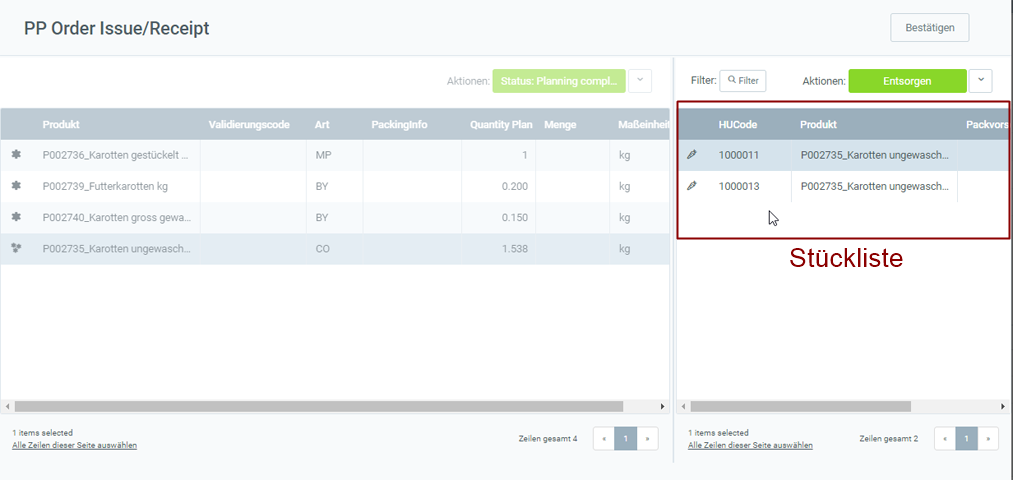 PP Order Issue/Receipt
Bestätigen
Aktionen: Status: Planning compl...
Filter: Filter Aktionen: Entsorgen
Produkt Validierungscode Art PackingInfo Quantity Plan Menge Maßeinheit
P002736_Karotten gestückelt ... MP 1 kg
P002739_Futterkarotten kg BY 0.200 kg
P002740_Karotten gross gewa... BY 0.150 kg
P002735_Karotten ungewasch... CO 1.538 kg
HUCode Produkt Packvors
1000011 P002735_Karotten ungewasch...
1000013 P002735_Karotten ungewasch...
Stückliste
1 items selected
Alle Zeilen dieser Seite auswählen
Zeilen gesamt 4 « 1 »
1 items selected
Alle Zeilen dieser Seite auswählen
Zeilen gesamt 2 « 1 »